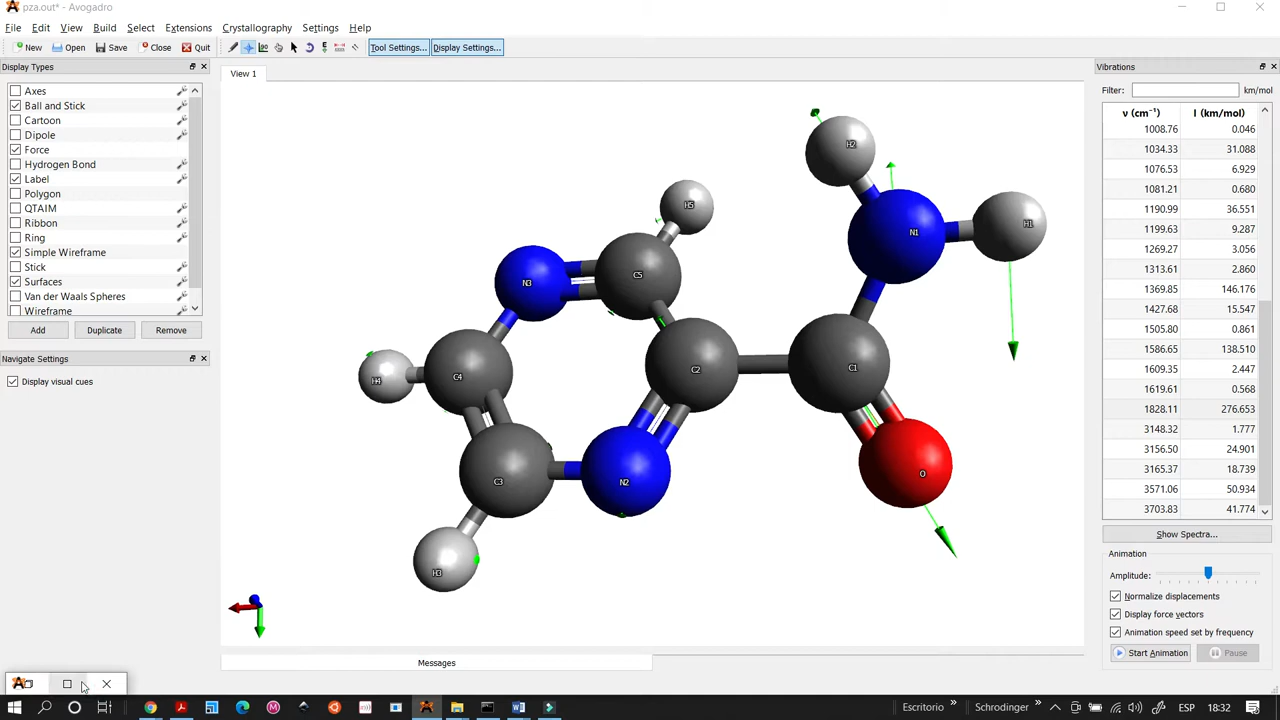 pza.out* - Avogadro
File Edit View Build Select Extensions Crystallography Settings Help
New Open Save Close Quit Tool Settings... Display Settings...
Display Types
Axes
Ball and Stick
Cartoon
Dipole
Force
Hydrogen Bond
Label
Polygon
QTAIM
Ribbon
Ring
Simple Wireframe
Stick
Surfaces
Van der Waals Spheres
Wireframe
Add Duplicate Remove
Navigate Settings
Display visual cues
View 1
H2
H5
H1
N1
C5
N3
C2
C1
C4
H4
O
C3
N2
H3
Messages
Vibrations
Filter: km/mol
ν (cm⁻¹) I (km/mol)
1008.76 0.046
1034.33 31.088
1076.53 6.929
1081.21 0.680
1190.99 36.551
1199.63 9.287
1269.27 3.056
1313.61 2.860
1369.85 146.176
1427.68 15.547
1505.80 0.861
1586.65 138.510
1609.35 2.447
1619.61 0.568
1828.11 276.653
3148.32 1.777
3156.50 24.901
3165.37 18.739
3571.06 50.934
3703.83 41.774
Show Spectra...
Animation
Amplitude:
Normalize displacements
Display force vectors
Animation speed set by frequency
Start Animation Pause
Escritorio Schrodinger ESP 18:32